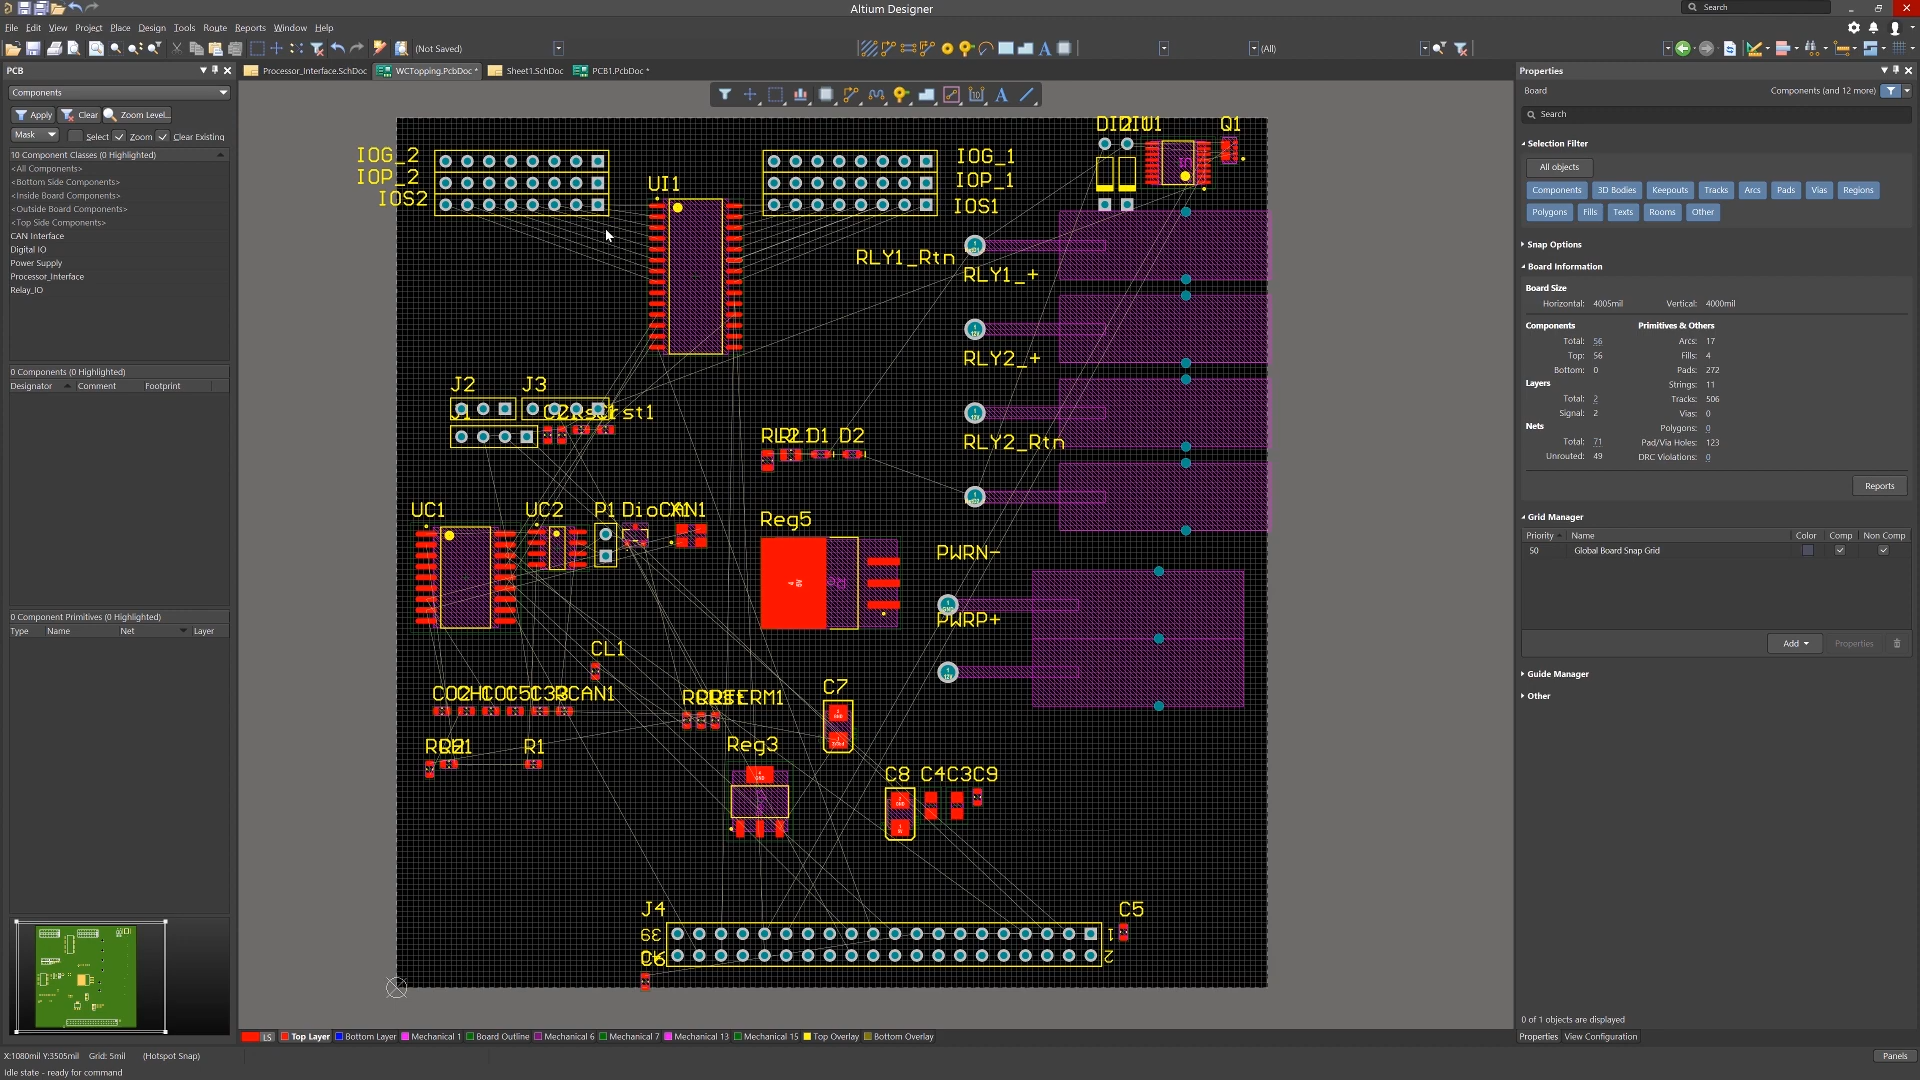 Altium Designer
Search
File Edit View Project Place Design Tools Route Reports Window Help
(Not Saved)
(All)
PCB
Processor_Interface.SchDoc
WCTopping.PcbDoc *
Sheet1.SchDoc
PCB1.PcbDoc *
Components
Apply Clear Zoom Level...
Mask Select Zoom Clear Existing
10 Component Classes (0 Highlighted)
<All Components>
<Bottom Side Components>
<Inside Board Components>
<Outside Board Components>
<Top Side Components>
CAN Interface
Digital IO
Power Supply
Processor_Interface
Relay_IO
0 Components (0 Highlighted)
Designator Comment Footprint
0 Component Primitives (0 Highlighted)
Type Name Net Layer
IOG_2
IOP_2
IOS2
UI1
IOG_1
IOP_1
IOS1
Q1
RLY1_Rtn
RLY1_+
RLY2_+
RLY2_Rtn
J2 J3
D1 D2
UC1 UC2 P1
Reg5
PWRN-
PWRP+
CL1
C7
RCAN1
R1
Reg3
C8 C4 C3 C9
J4 C5
39 1
2
Properties
Board Components (and 12 more)
Search
Selection Filter
All objects
Components 3D Bodies Keepouts Tracks Arcs Pads Vias Regions
Polygons Fills Texts Rooms Other
Snap Options
Board Information
Board Size
Horizontal: 4005mil Vertical: 4000mil
Components Primitives & Others
Total: 56 Arcs: 17
Top: 56 Fills: 4
Bottom: 0 Pads: 272
Layers Strings: 11
Total: 2 Tracks: 506
Signal: 2 Vias: 0
Nets Polygons: 0
Total: 71 Pad/Via Holes: 123
Unrouted: 49 DRC Violations: 0
Reports
Grid Manager
Priority Name Color Comp Non Comp
50 Global Board Snap Grid
Add Properties
Guide Manager
Other
0 of 1 objects are displayed
Properties View Configuration
LS Top Layer Bottom Layer Mechanical 1 Board Outline Mechanical 6 Mechanical 7 Mechanical 13 Mechanical 15 Top Overlay Bottom Overlay
X:1080mil Y:3505mil Grid: 5mil (Hotspot Snap)
Panels
Idle state - ready for command